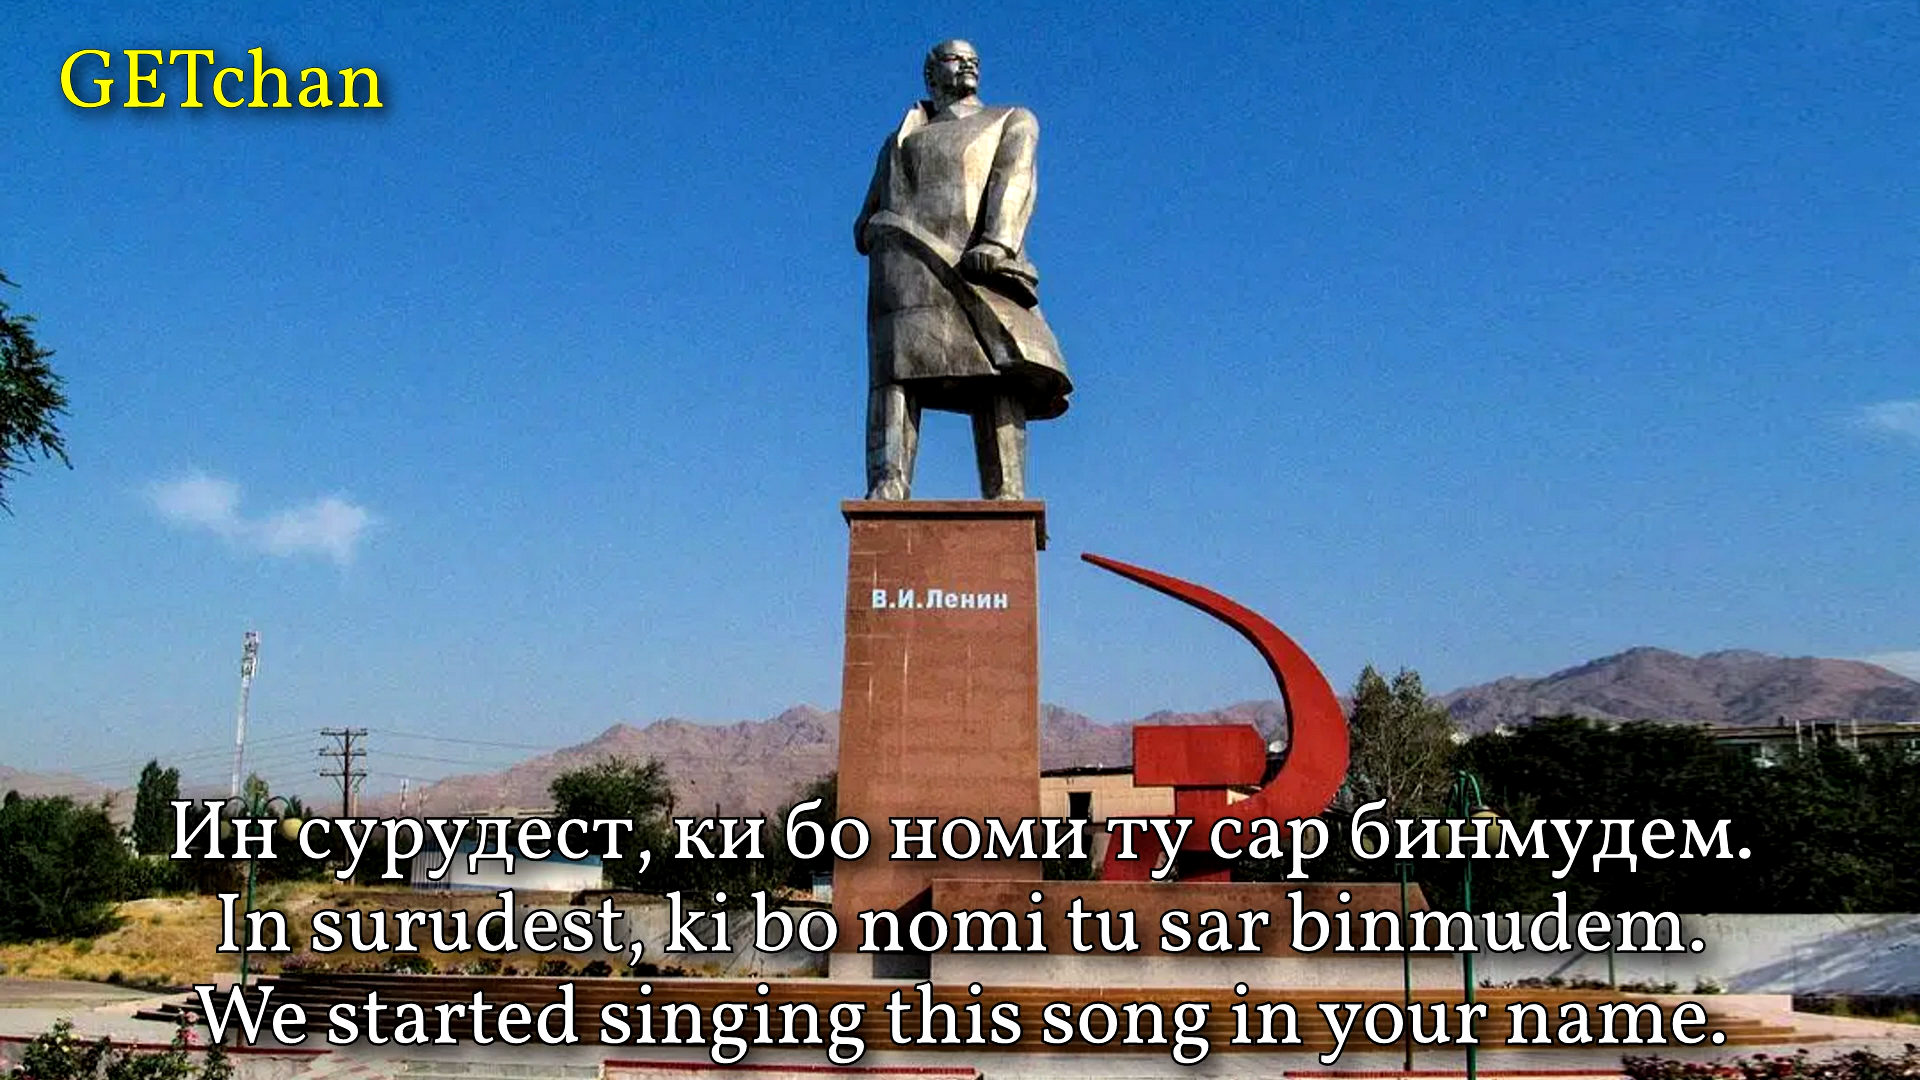 GETchan
В.И.Ленин
Ин сурудест, ки бо номи ту сар бинмудем.
In surudest, ki bo nomi tu sar binmudem.
We started singing this song in your name.